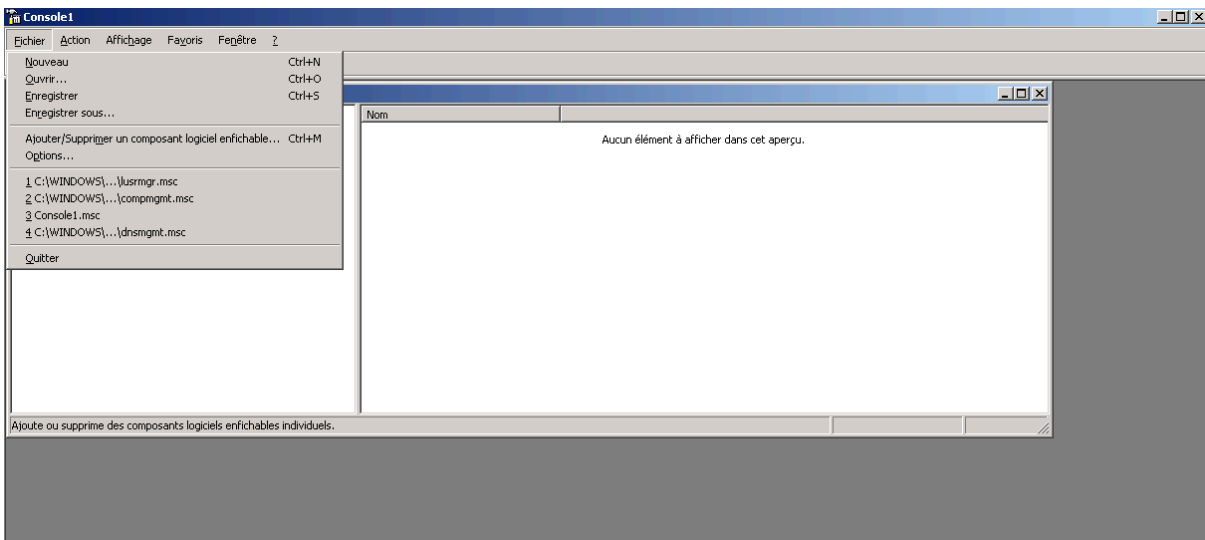 Console1
Fichier Action Affichage Favoris Fenêtre ?
Nouveau Ctrl+N
Ouvrir... Ctrl+O
Enregistrer Ctrl+S
Enregistrer sous...
Ajouter/Supprimer un composant logiciel enfichable... Ctrl+M
Options...
1 C:\WINDOWS\...\lusrmgr.msc
2 C:\WINDOWS\...\compmgmt.msc
3 Console1.msc
4 C:\WINDOWS\...\dnsmgmt.msc
Quitter
Nom
Aucun élément à afficher dans cet aperçu.
Ajoute ou supprime des composants logiciels enfichables individuels.